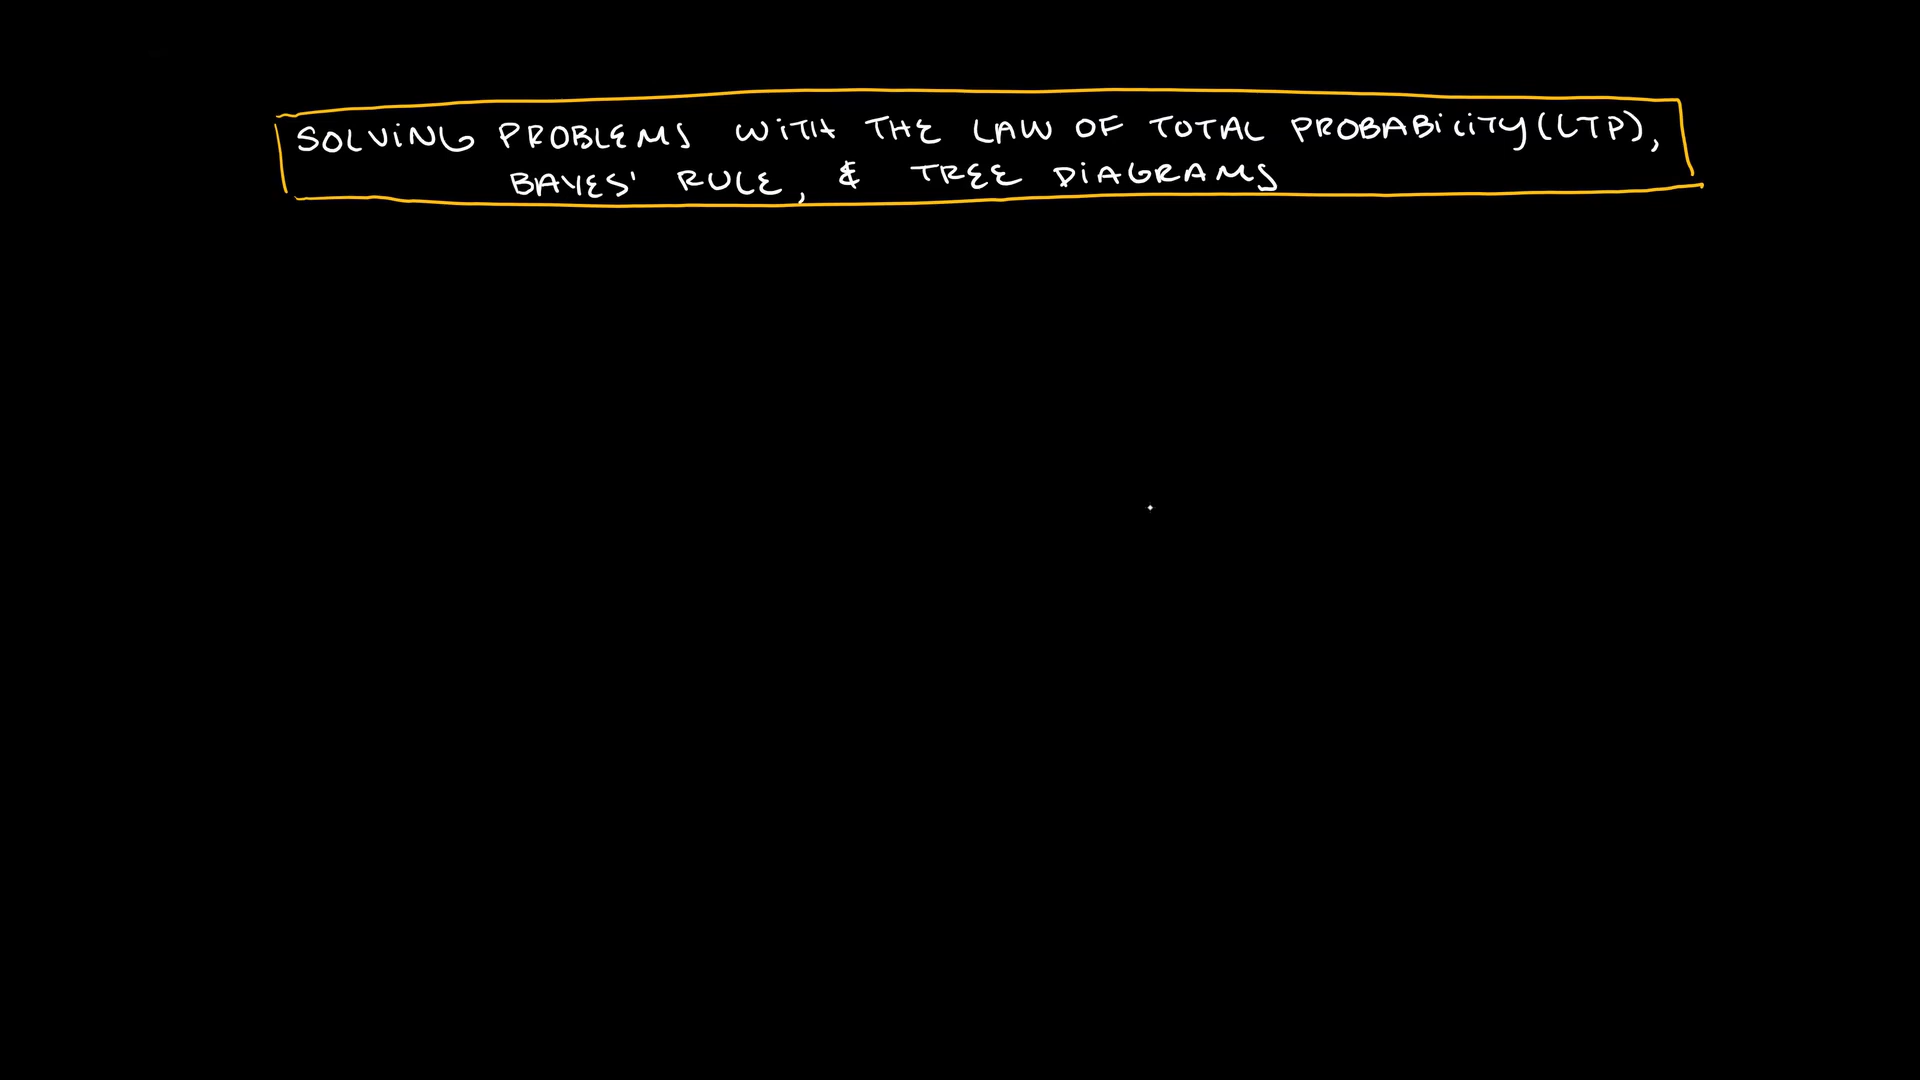 SOLVING PROBLEMS WITH THE LAW OF TOTAL PROBABILITY (LTP),
BAYES' RULE, & TREE DIAGRAMS